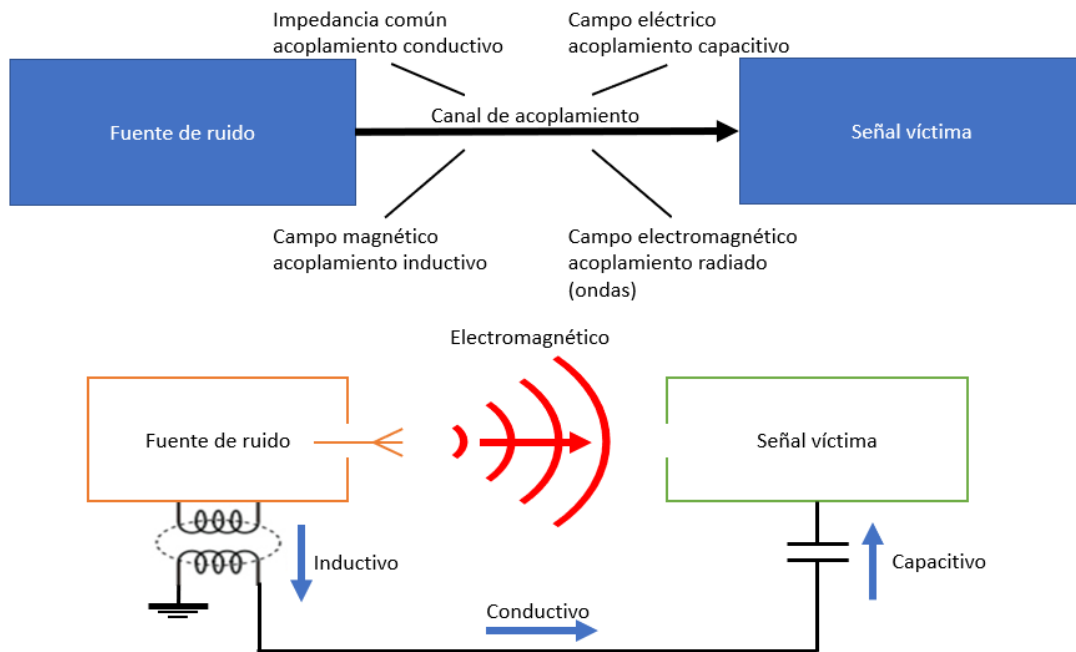 Impedancia común
acoplamiento conductivo
Campo eléctrico
acoplamiento capacitivo
Fuente de ruido
Canal de acoplamiento
Señal víctima
Campo magnético
acoplamiento inductivo
Campo electromagnético
acoplamiento radiado
(ondas)
Electromagnético
Fuente de ruido
Señal víctima
Inductivo
Capacitivo
Conductivo